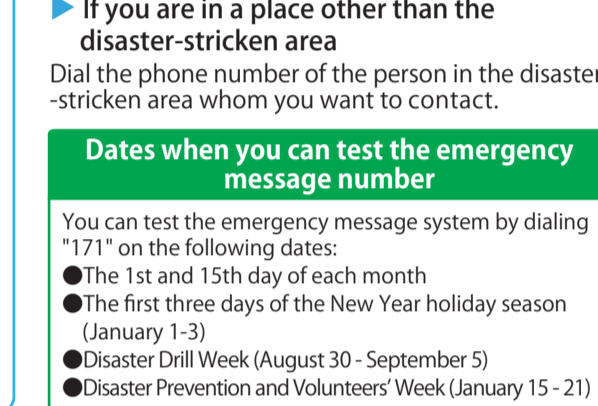 If you are in a place other than the
disaster-stricken area
Dial the phone number of the person in the disaster
-stricken area whom you want to contact.
Dates when you can test the emergency
message number
You can test the emergency message system by dialing
"171" on the following dates:
●The 1st and 15th day of each month
●The first three days of the New Year holiday season
(January 1-3)
●Disaster Drill Week (August 30 - September 5)
●Disaster Prevention and Volunteers’ Week (January 15 - 21)